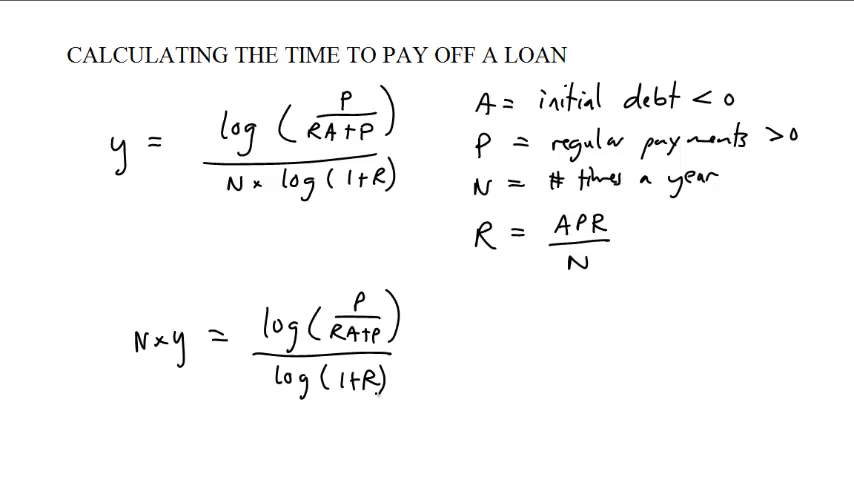 CALCULATING THE TIME TO PAY OFF A LOAN
y = log ( P / RA+P ) / N × log ( 1+R )
A = initial debt < 0
P = regular payments > 0
N = # times a year
R = APR / N
N×y = log ( P / RA+P ) / log ( 1+R )